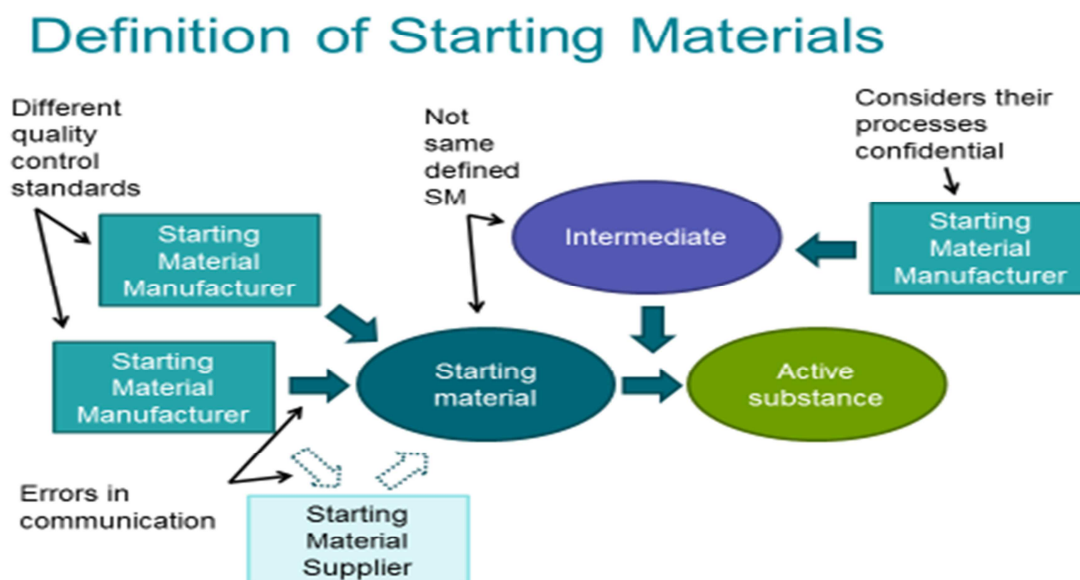 Definition of Starting Materials
Different
quality
control
standards
Not
same
defined
SM
Considers their
processes
confidential
Starting
Material
Manufacturer
Intermediate
Starting
Material
Manufacturer
Starting
Material
Manufacturer
Starting
material
Active
substance
Errors in
communication
Starting
Material
Supplier